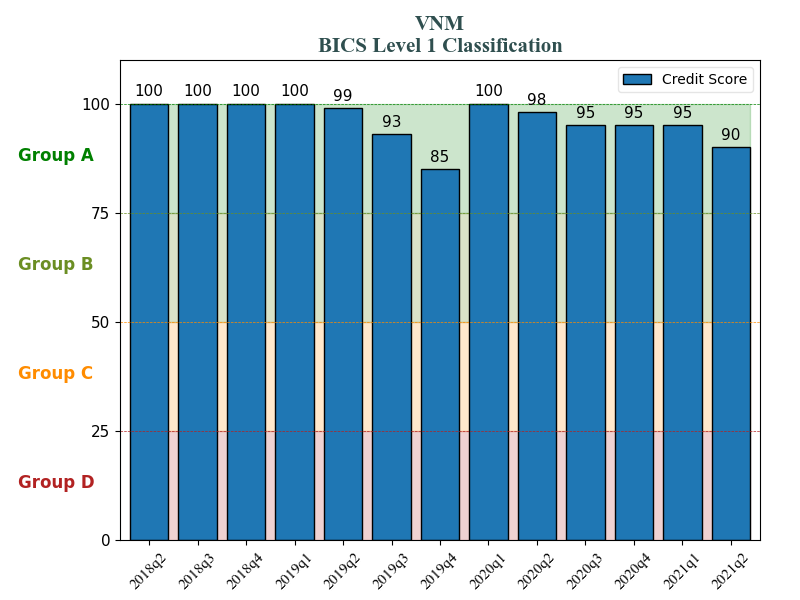 VNM
BICS Level 1 Classification
Credit Score
100 100 100 100 99 93 85 100 98 95 95 95 90
100
Group A
75
Group B
50
Group C
25
Group D
0
2018q2 2018q3 2018q4 2019q1 2019q2 2019q3 2019q4 2020q1 2020q2 2020q3 2020q4 2021q1 2021q2